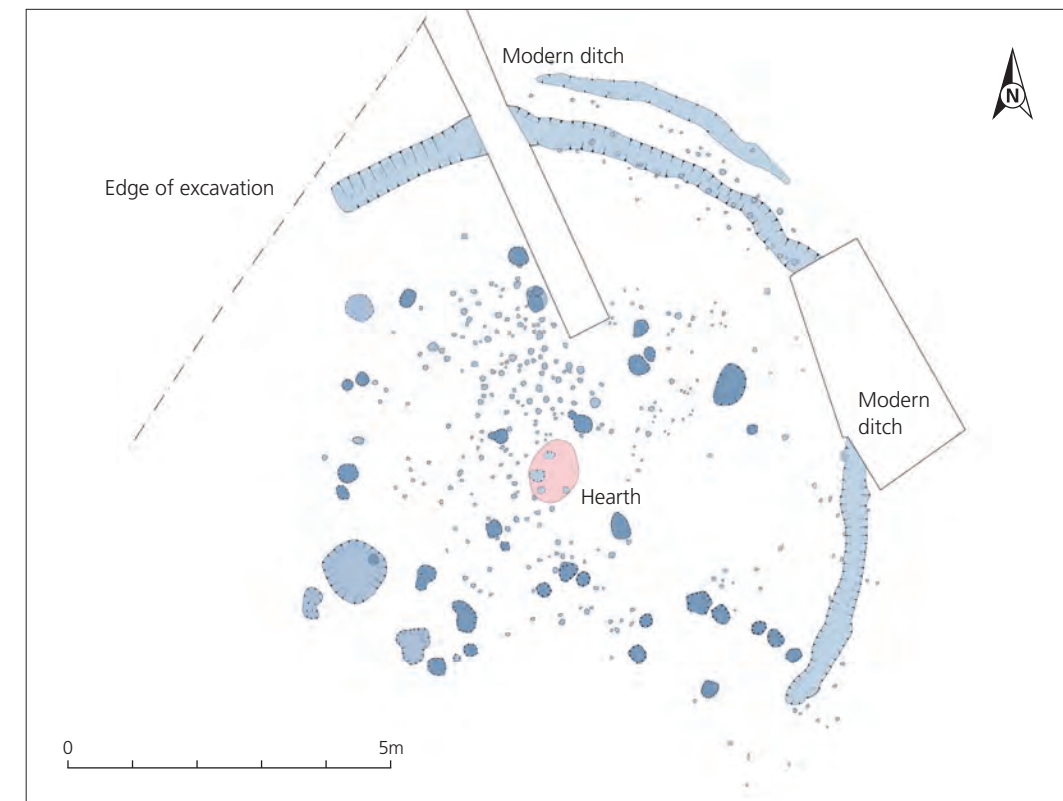 Modern ditch
N
Edge of excavation
Modern
ditch
Hearth
0
5m